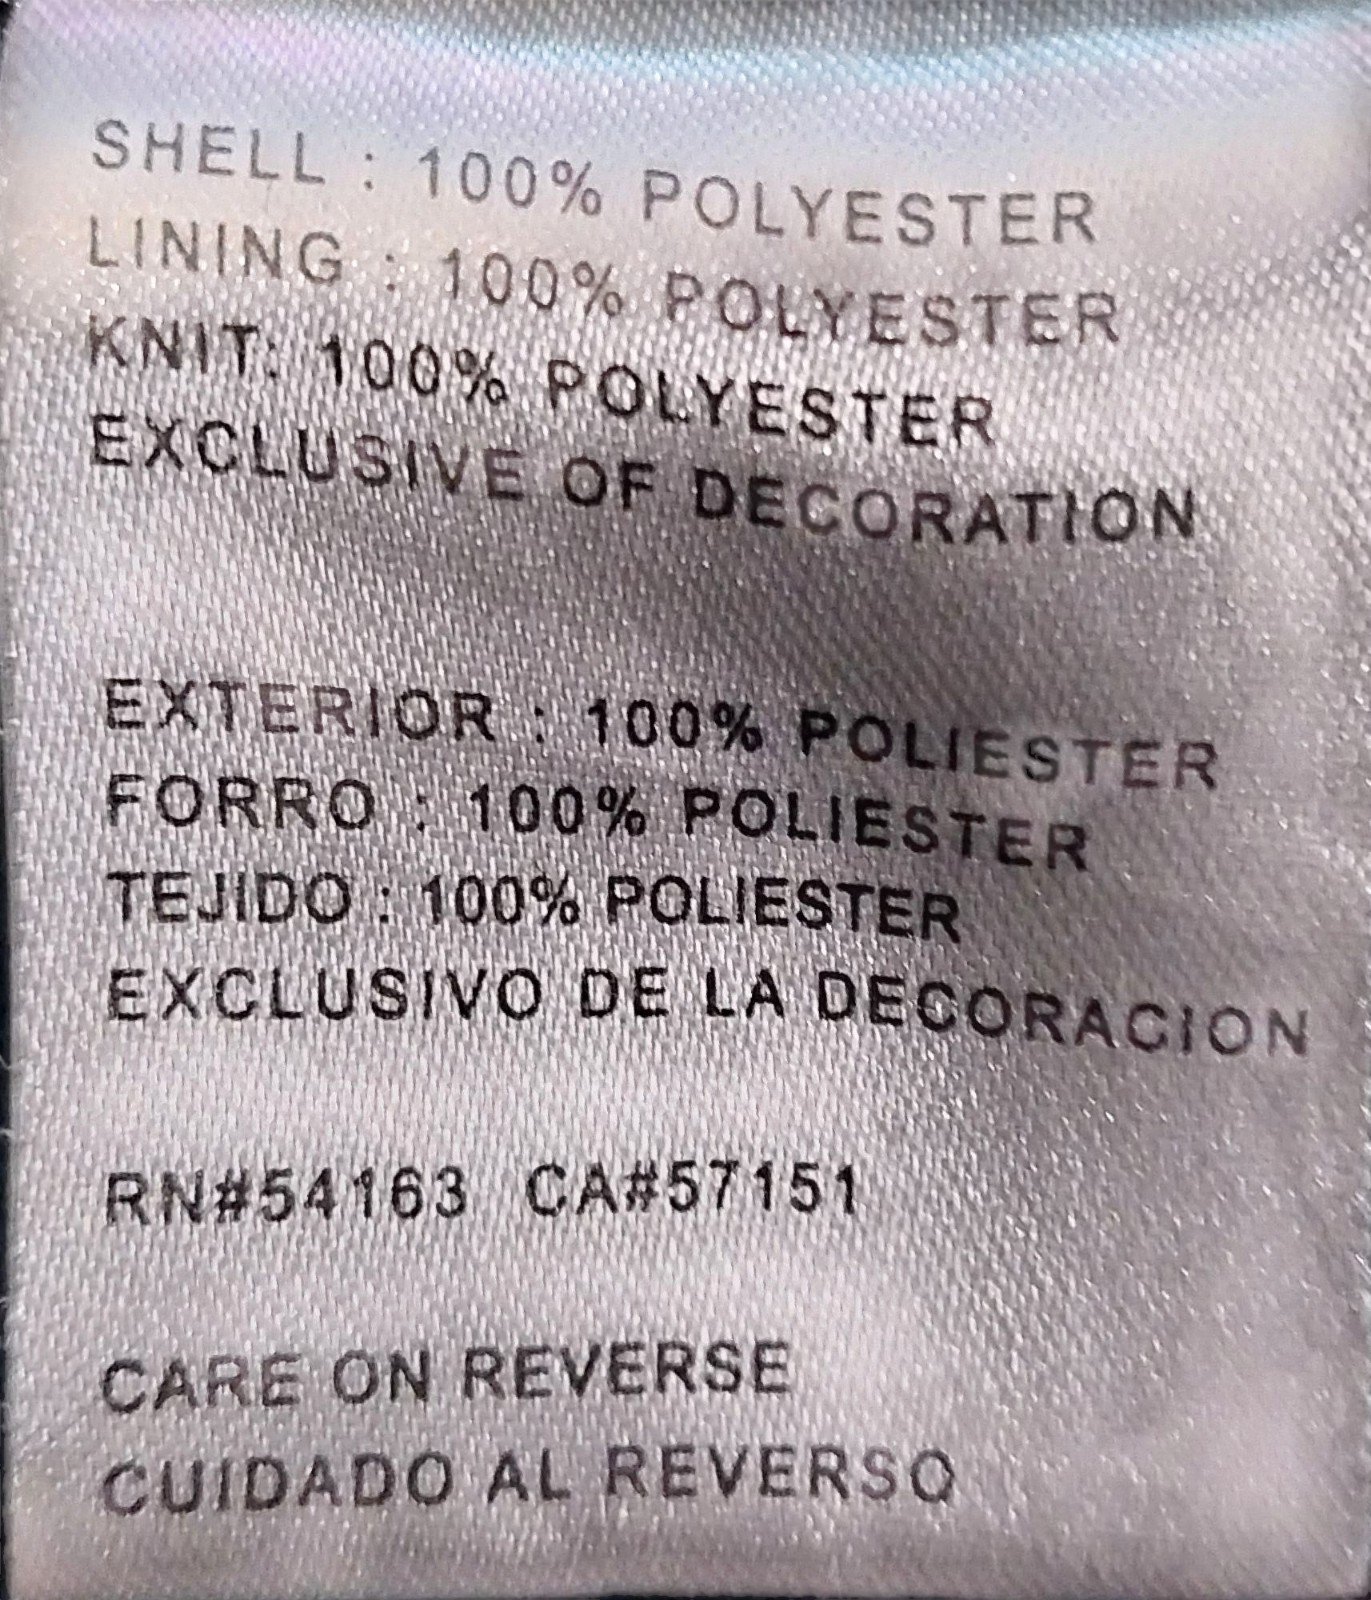 SHELL : 100% POLYESTER
LINING : 100% POLYESTER
KNIT: 100% POLYESTER
EXCLUSIVE OF DECORATION
EXTERIOR : 100% POLIESTER
FORRO : 100% POLIESTER
TEJIDO : 100% POLIESTER
EXCLUSIVO DE LA DECORACION
RN#54163 CA#57151
CARE ON REVERSE
CUIDADO AL REVERSO